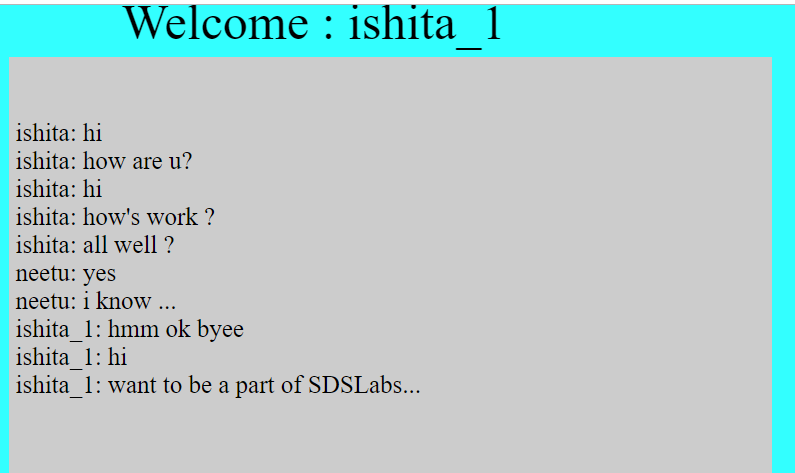 Welcome : ishita_1
ishita: hi
ishita: how are u?
ishita: hi
ishita: how's work ?
ishita: all well ?
neetu: yes
neetu: i know ...
ishita_1: hmm ok byee
ishita_1: hi
ishita_1: want to be a part of SDSLabs...